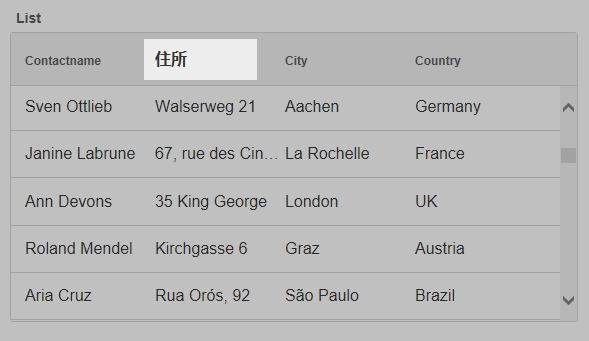 List
Contactname 住所 City Country
Sven Ottlieb Walserweg 21 Aachen Germany
Janine Labrune 67, rue des Cin... La Rochelle France
Ann Devons 35 King George London UK
Roland Mendel Kirchgasse 6 Graz Austria
Aria Cruz Rua Orós, 92 São Paulo Brazil